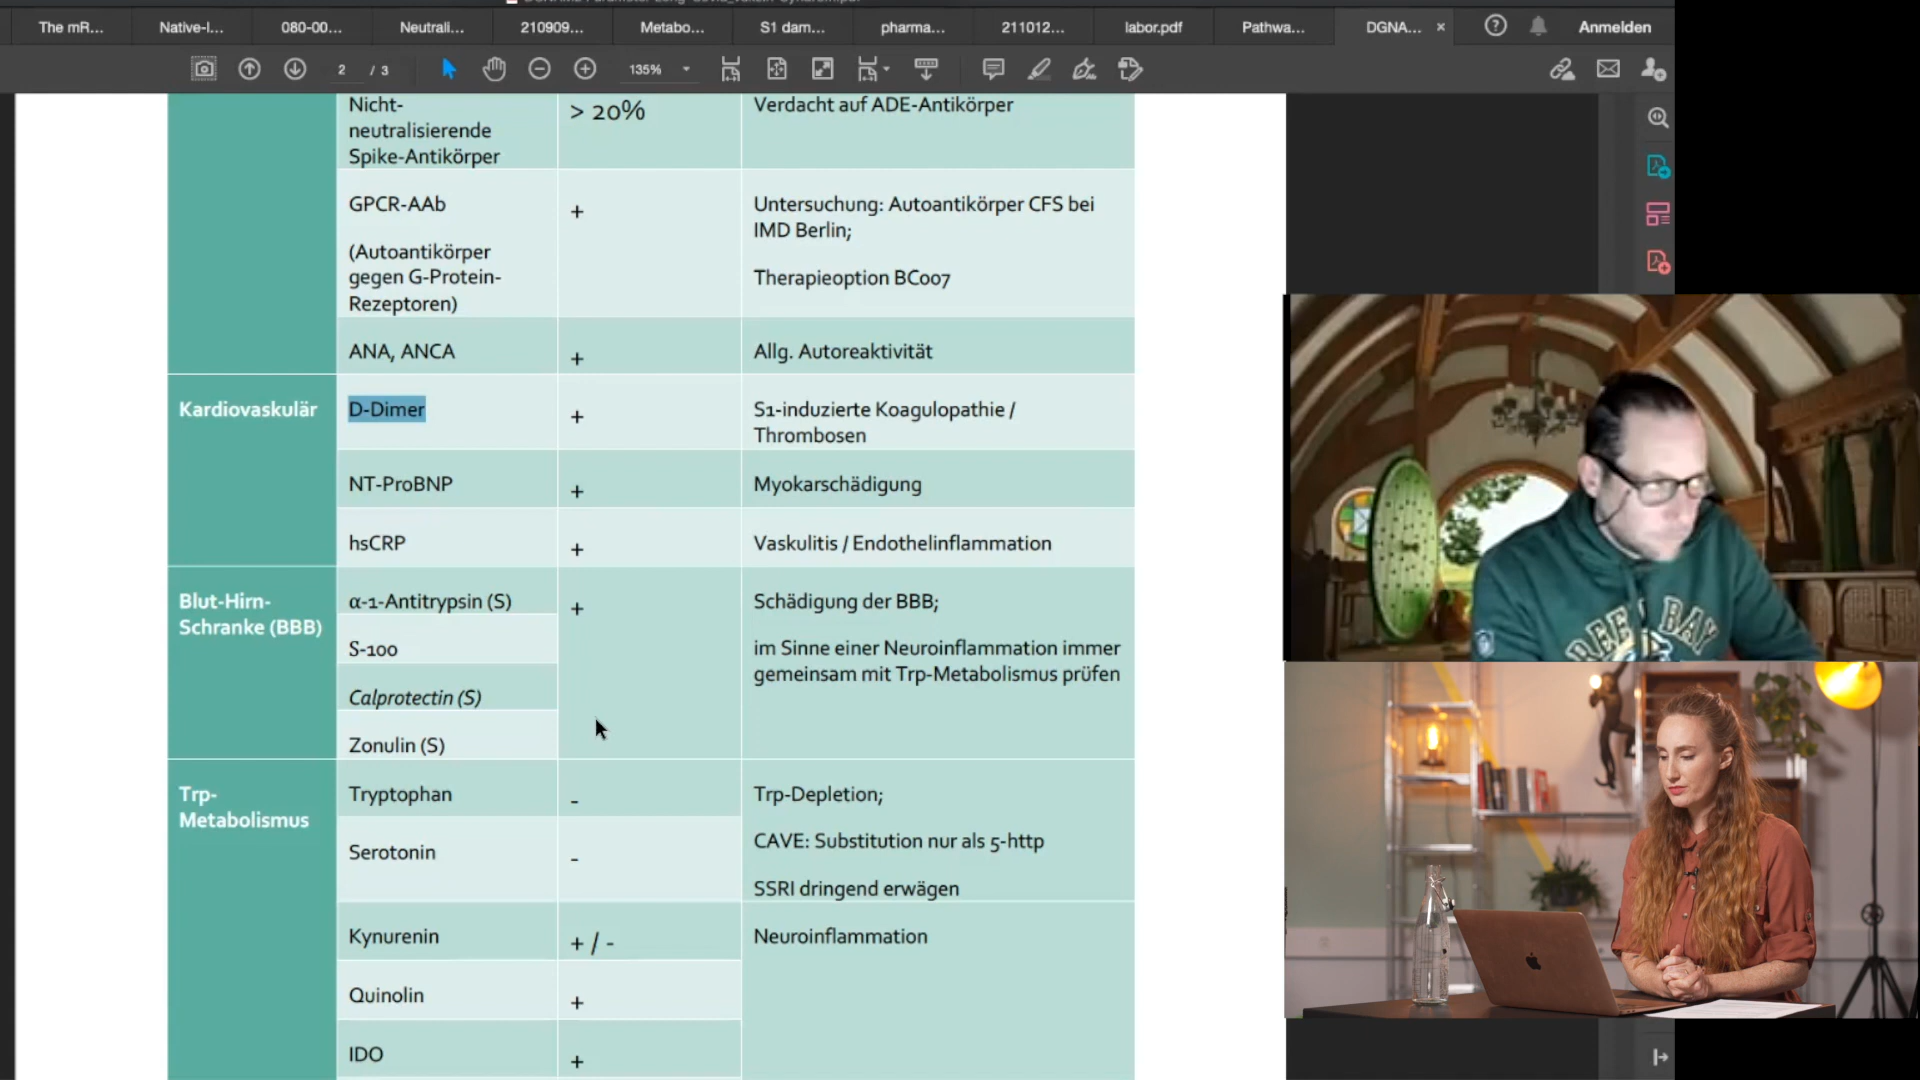 The mR...
Native-I...
080-00...
Neutrali...
210909...
Metabo...
S1 dam...
pharma...
211012...
labor.pdf
Pathwa...
DGNA...
Anmelden
2 / 3
135%
Nicht-
neutralisierende
Spike-Antikörper
> 20%
Verdacht auf ADE-Antikörper
GPCR-AAb
(Autoantikörper
gegen G-Protein-
Rezeptoren)
+
Untersuchung: Autoantikörper CFS bei
IMD Berlin;
Therapieoption BC007
ANA, ANCA
+
Allg. Autoreaktivität
Kardiovaskulär
D-Dimer
+
S1-induzierte Koagulopathie /
Thrombosen
NT-ProBNP
+
Myokarschädigung
hsCRP
+
Vaskulitis / Endothelinflammation
Blut-Hirn-
Schranke (BBB)
α-1-Antitrypsin (S)
S-100
Calprotectin (S)
Zonulin (S)
+
Schädigung der BBB;
im Sinne einer Neuroinflammation immer
gemeinsam mit Trp-Metabolismus prüfen
Trp-
Metabolismus
Tryptophan
-
Trp-Depletion;
CAVE: Substitution nur als 5-http
SSRI dringend erwägen
Serotonin
-
Kynurenin
+ / -
Neuroinflammation
Quinolin
+
IDO
+